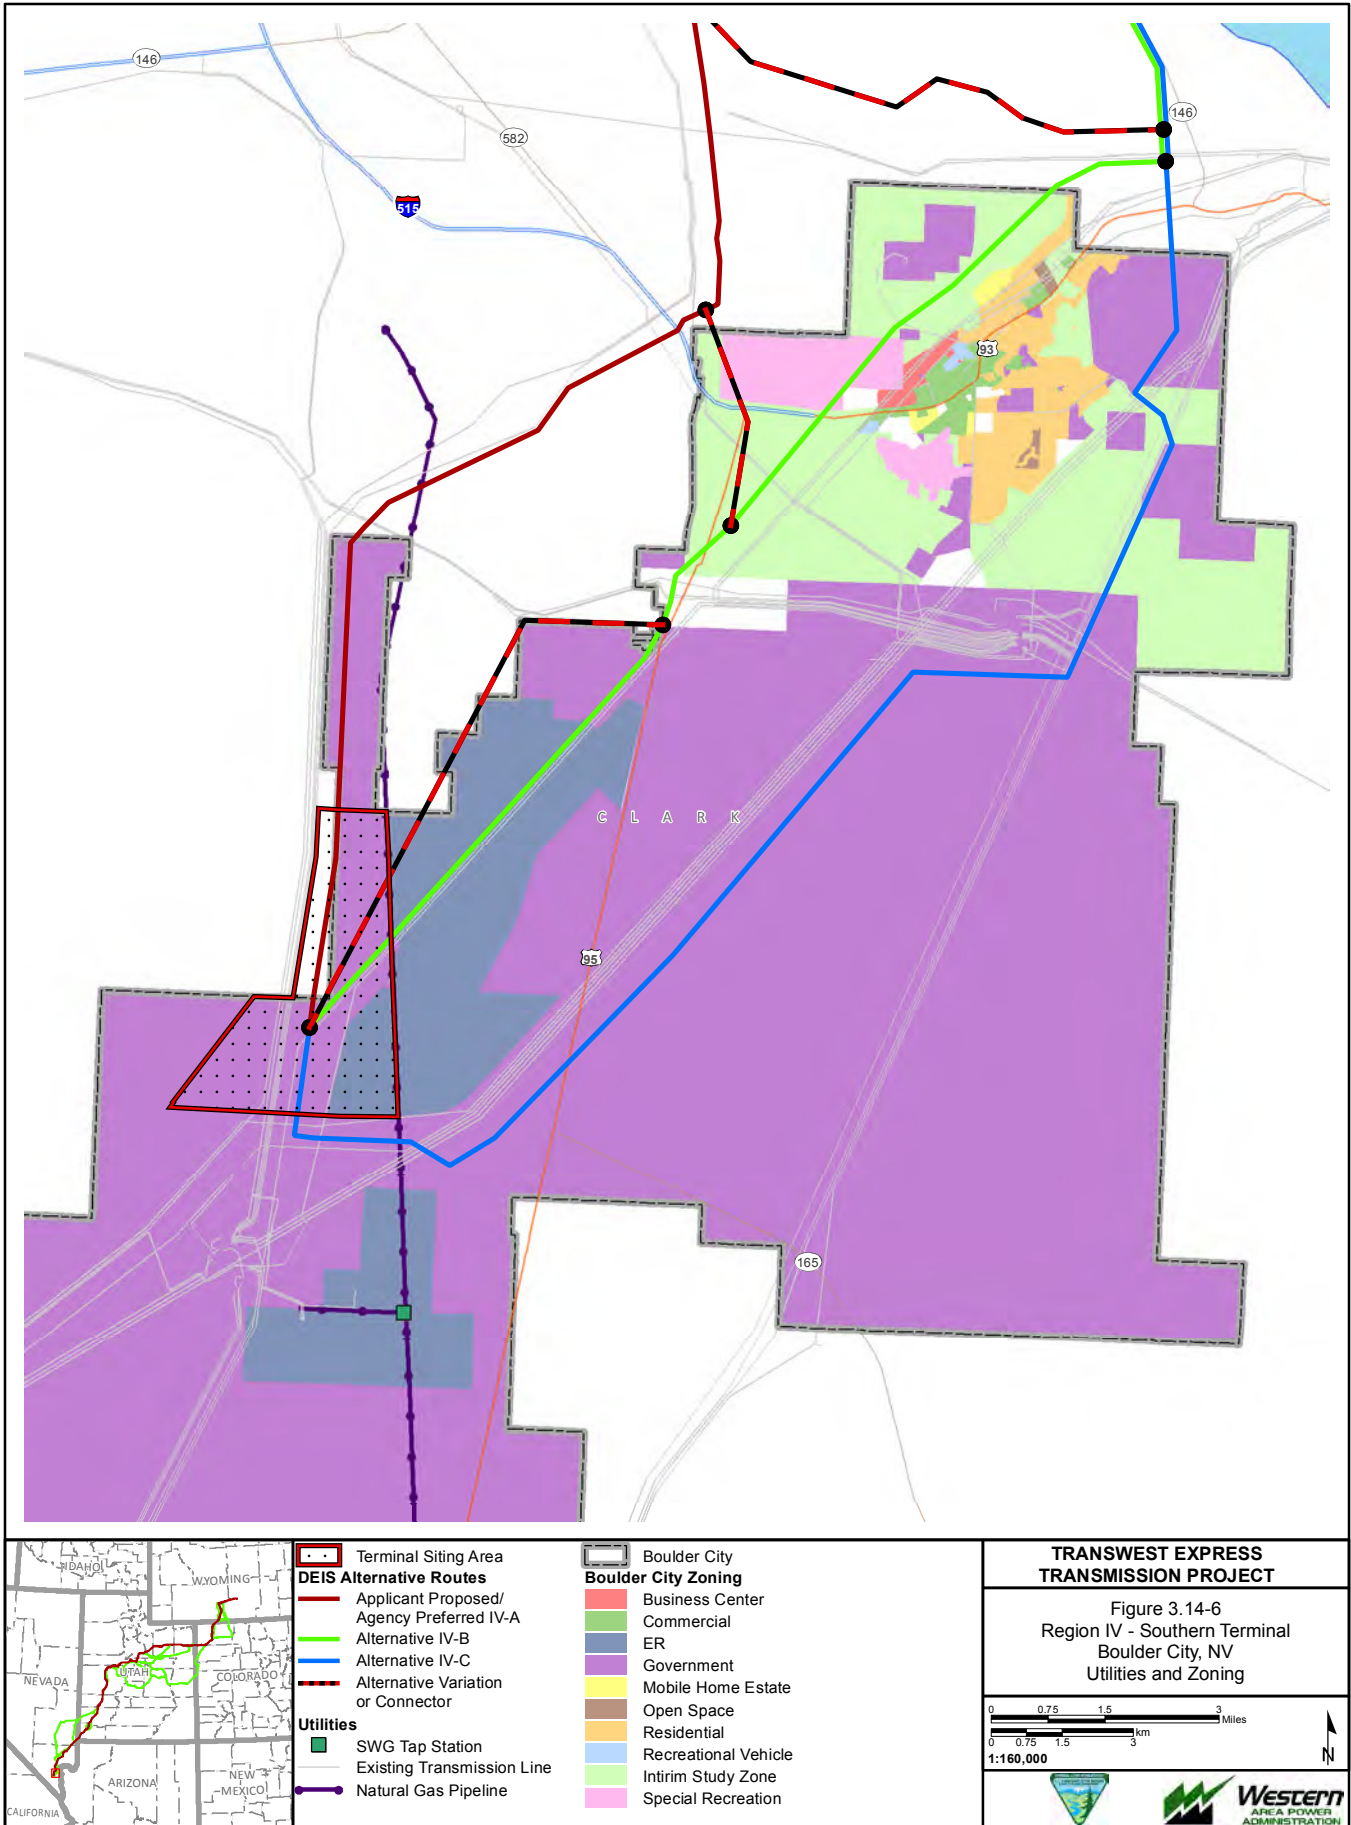 146
582
515
146
93
C L A R K
95
165
IDAHO
WYOMING
NEVADA
UTAH
COLORADO
ARIZONA
NEW
MEXICO
CALIFORNIA
Terminal Siting Area
DEIS Alternative Routes
Applicant Proposed/
Agency Preferred IV-A
Alternative IV-B
Alternative IV-C
Alternative Variation
or Connector
Utilities
SWG Tap Station
Existing Transmission Line
Natural Gas Pipeline
Boulder City
Boulder City Zoning
Business Center
Commercial
ER
Government
Mobile Home Estate
Open Space
Residential
Recreational Vehicle
Intirim Study Zone
Special Recreation
TRANSWEST EXPRESS
TRANSMISSION PROJECT
Figure 3.14-6
Region IV - Southern Terminal
Boulder City, NV
Utilities and Zoning
0 0.75 1.5 3
Miles
0 0.75 1.5 3
km
1:160,000
N
Western
AREA POWER
ADMINISTRATION